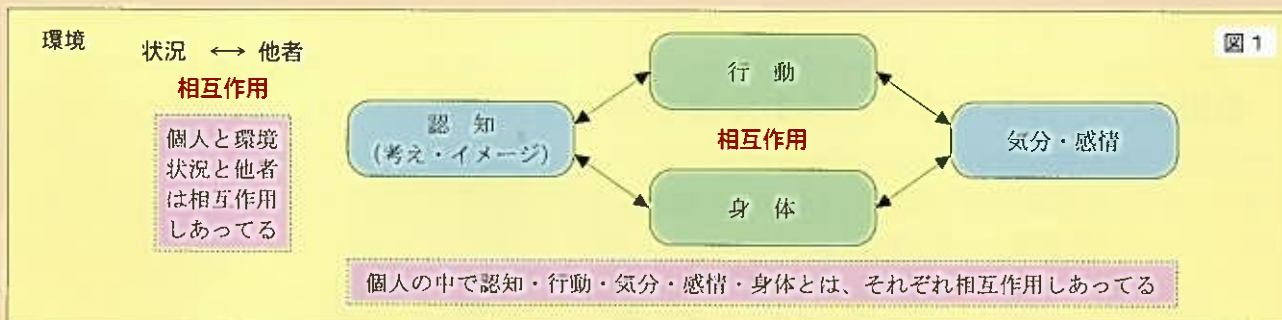 環境
状況 ←→ 他者
相互作用
個人と環境
状況と他者
は相互作用
しあってる
認 知
(考え・イメージ)
行 動
相互作用
身 体
気分・感情
図1
個人の中で認知・行動・気分・感情・身体とは、それぞれ相互作用しあってる